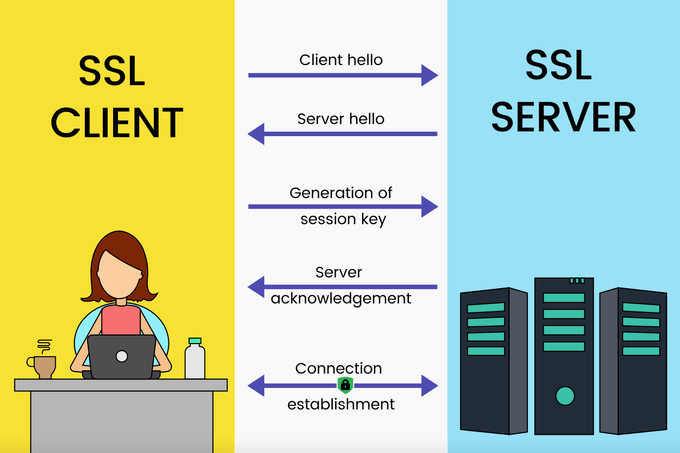 SSL
CLIENT
Client hello
Server hello
Generation of
session key
Server
acknowledgement
Connection
establishment
SSL
SERVER